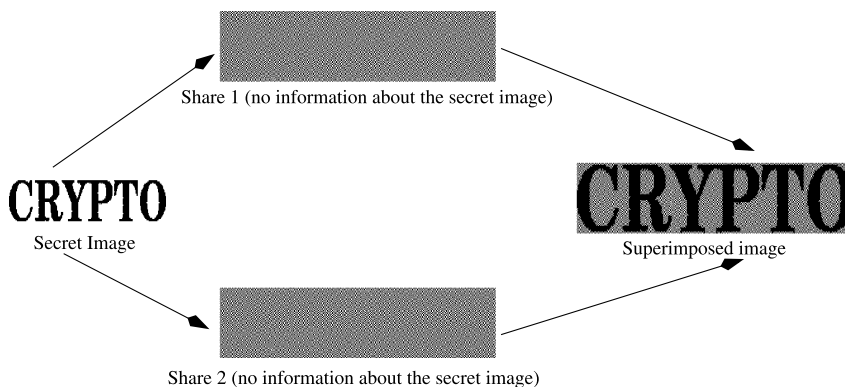 Share 1 (no information about the secret image)
CRYPTO
Secret Image
CRYPTO
Superimposed image
Share 2 (no information about the secret image)